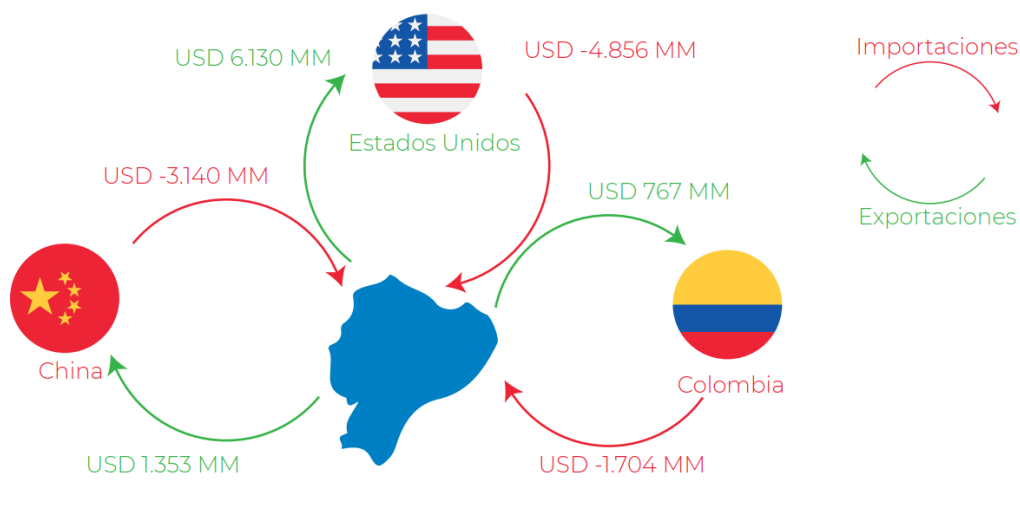 USD 6.130 MM
USD -4.856 MM
Importaciones
Estados Unidos
USD -3.140 MM
USD 767 MM
Exportaciones
China
Colombia
USD 1.353 MM
USD -1.704 MM